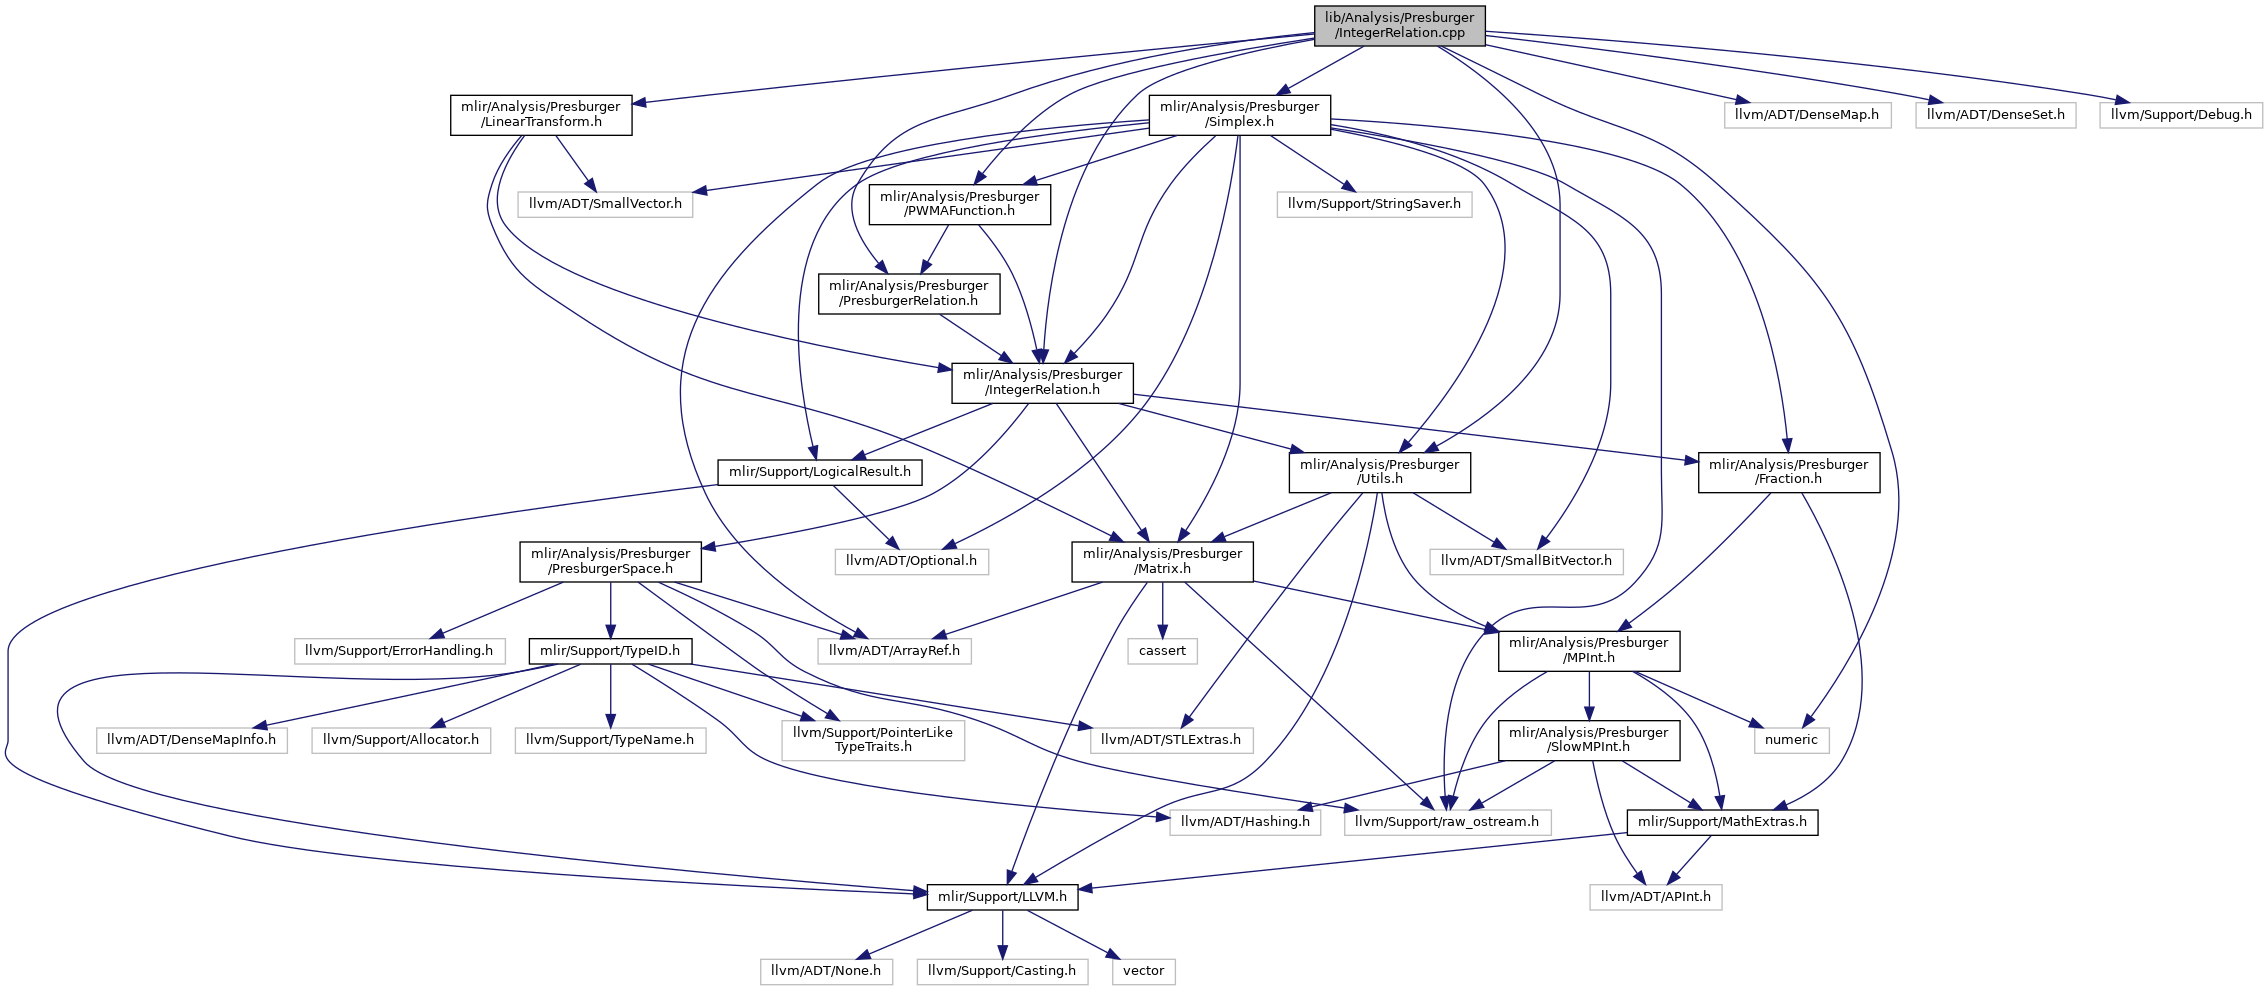 lib/Analysis/Presburger
/IntegerRelation.cpp
mlir/Analysis/Presburger
/LinearTransform.h
mlir/Analysis/Presburger
/Simplex.h
llvm/ADT/DenseMap.h
llvm/ADT/DenseSet.h
llvm/Support/Debug.h
llvm/ADT/SmallVector.h
mlir/Analysis/Presburger
/PWMAFunction.h
llvm/Support/StringSaver.h
mlir/Analysis/Presburger
/PresburgerRelation.h
mlir/Analysis/Presburger
/IntegerRelation.h
mlir/Support/LogicalResult.h
mlir/Analysis/Presburger
/Utils.h
mlir/Analysis/Presburger
/Fraction.h
mlir/Analysis/Presburger
/PresburgerSpace.h
llvm/ADT/Optional.h
mlir/Analysis/Presburger
/Matrix.h
llvm/ADT/SmallBitVector.h
llvm/Support/ErrorHandling.h
mlir/Support/TypeID.h
llvm/ADT/ArrayRef.h
cassert
mlir/Analysis/Presburger
/MPInt.h
llvm/ADT/DenseMapInfo.h
llvm/Support/Allocator.h
llvm/Support/TypeName.h
llvm/Support/PointerLike
TypeTraits.h
llvm/ADT/STLExtras.h
mlir/Analysis/Presburger
/SlowMPInt.h
numeric
llvm/ADT/Hashing.h
llvm/Support/raw_ostream.h
mlir/Support/MathExtras.h
mlir/Support/LLVM.h
llvm/ADT/APInt.h
llvm/ADT/None.h
llvm/Support/Casting.h
vector